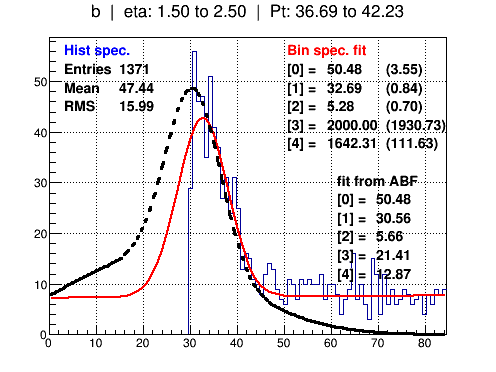 b | eta: 1.50 to 2.50 | Pt: 36.69 to 42.23
Hist spec.
Entries 1371
Mean 47.44
RMS 15.99
Bin spec. fit
[0] = 50.48 (3.55)
[1] = 32.69 (0.84)
[2] = 5.28 (0.70)
[3] = 2000.00 (1930.73)
[4] = 1642.31 (111.63)
fit from ABF
[0] = 50.48
[1] = 30.56
[2] = 5.66
[3] = 21.41
[4] = 12.87
50
40
30
20
10
0
0 10 20 30 40 50 60 70 80